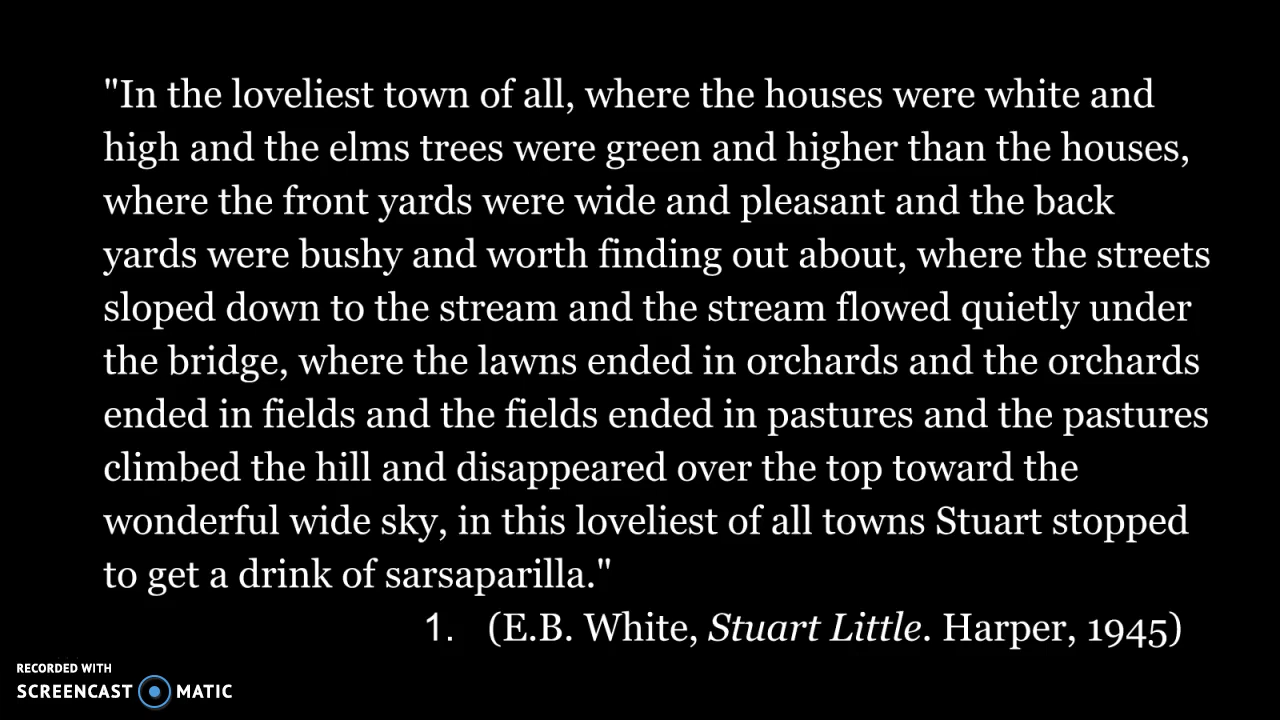 "In the loveliest town of all, where the houses were white and
high and the elms trees were green and higher than the houses,
where the front yards were wide and pleasant and the back
yards were bushy and worth finding out about, where the streets
sloped down to the stream and the stream flowed quietly under
the bridge, where the lawns ended in orchards and the orchards
ended in fields and the fields ended in pastures and the pastures
climbed the hill and disappeared over the top toward the
wonderful wide sky, in this loveliest of all towns Stuart stopped
to get a drink of sarsaparilla."
1. (E.B. White, Stuart Little. Harper, 1945)
RECORDED WITH
SCREENCAST MATIC